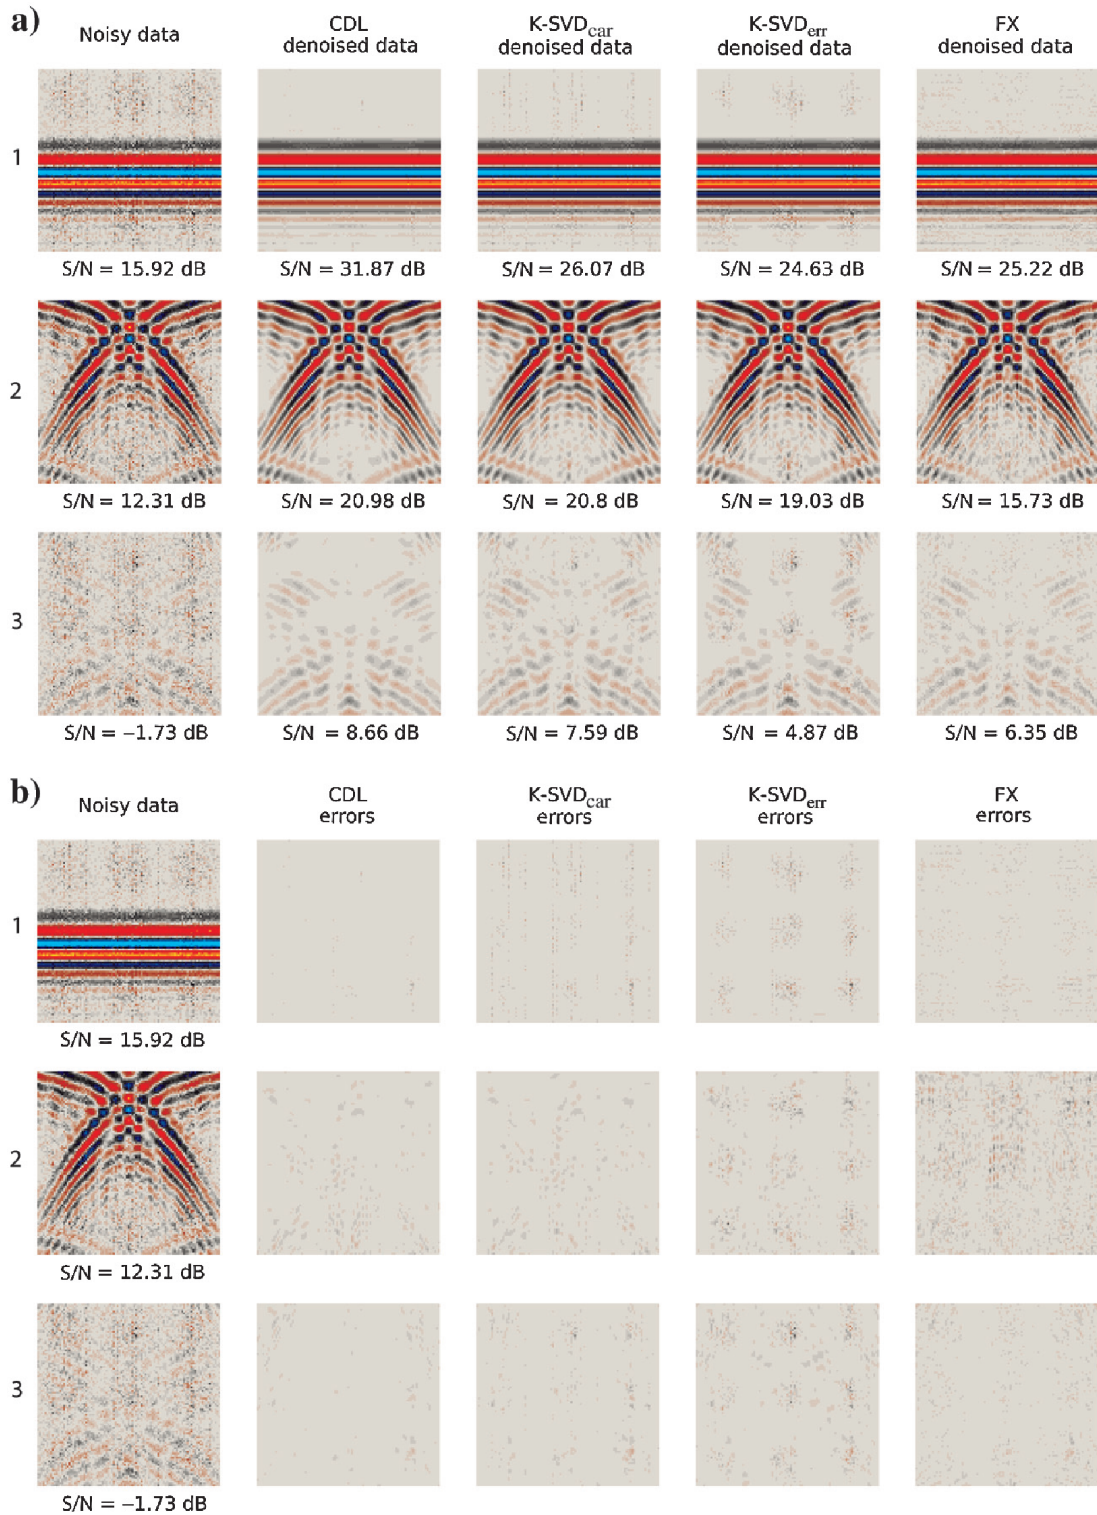 a)
Noisy data
CDL
denoised data
K-SVDcar
denoised data
K-SVDerr
denoised data
FX
denoised data
1
S/N = 15.92 dB
S/N = 31.87 dB
S/N = 26.07 dB
S/N = 24.63 dB
S/N = 25.22 dB
2
S/N = 12.31 dB
S/N = 20.98 dB
S/N = 20.8 dB
S/N = 19.03 dB
S/N = 15.73 dB
3
S/N = −1.73 dB
S/N = 8.66 dB
S/N = 7.59 dB
S/N = 4.87 dB
S/N = 6.35 dB
b)
Noisy data
CDL
errors
K-SVDcar
errors
K-SVDerr
errors
FX
errors
1
S/N = 15.92 dB
2
S/N = 12.31 dB
3
S/N = −1.73 dB